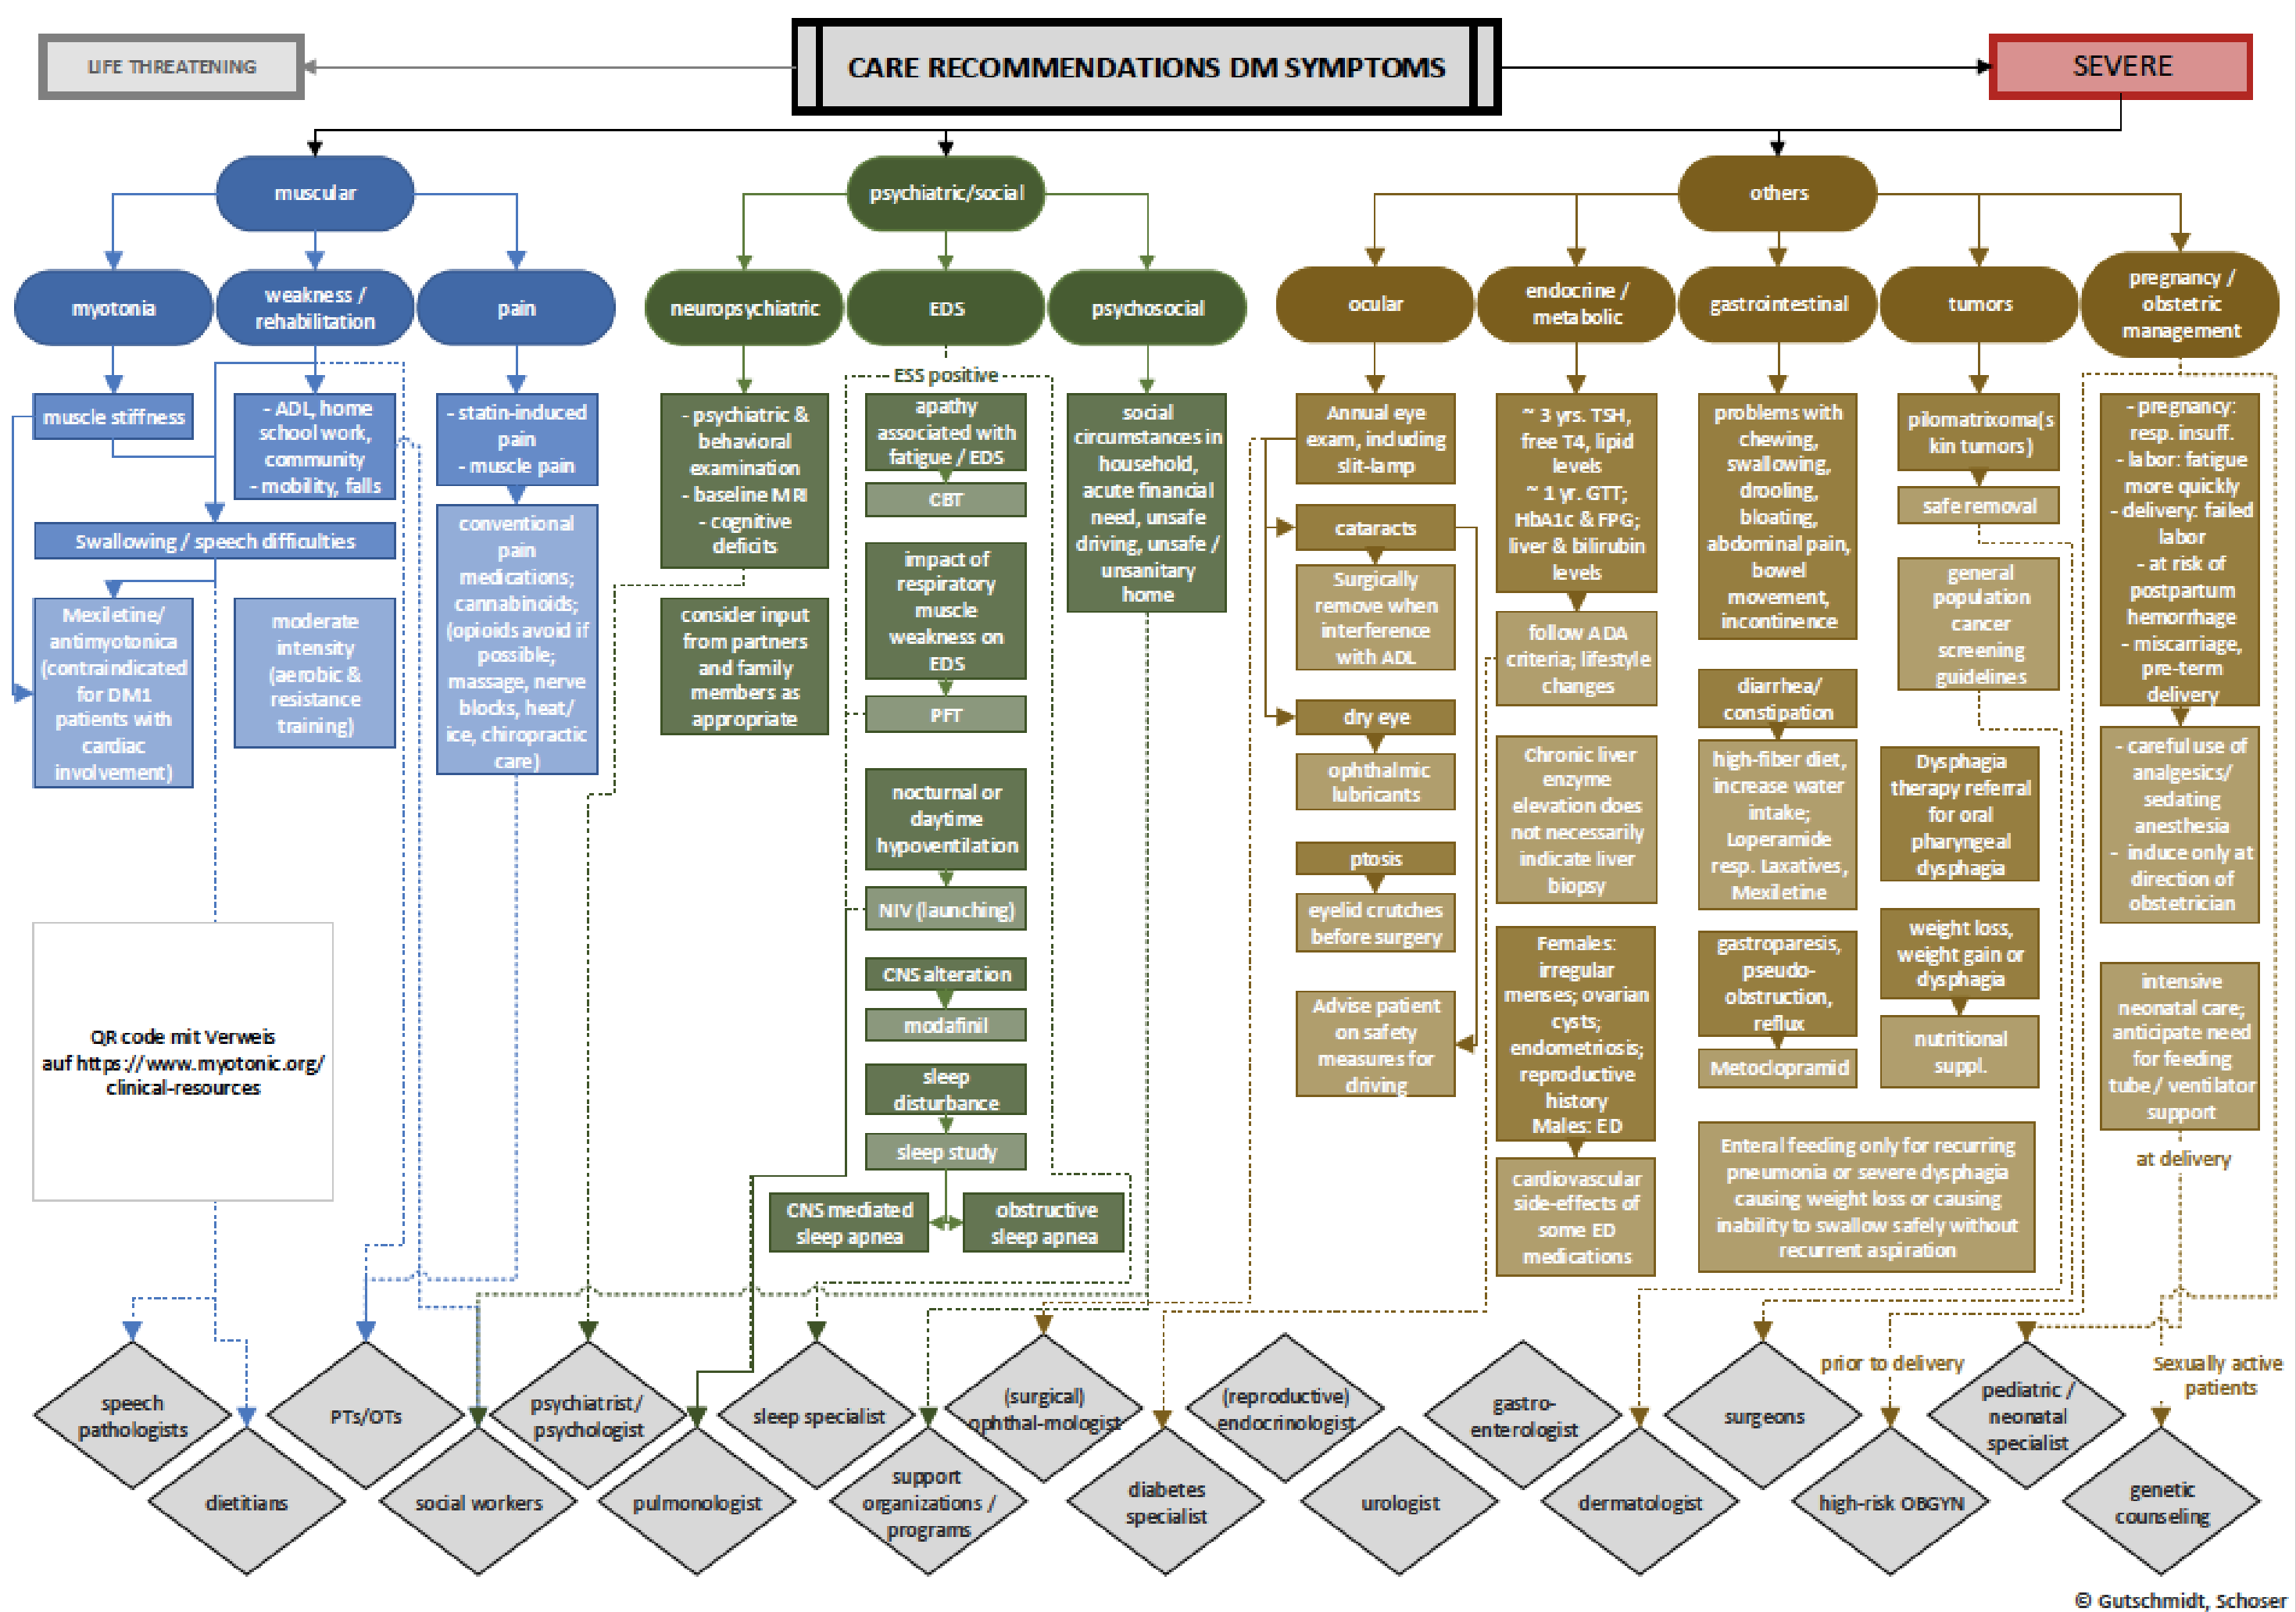 LIFE THREATENING
CARE RECOMMENDATIONS DM SYMPTOMS
SEVERE
muscular
psychiatric/social
others
myotonia
weakness /
rehabilitation
pain
neuropsychiatric
EDS
psychosocial
ocular
endocrine /
metabolic
gastrointestinal
tumors
pregnancy /
obstetric
management
muscle stiffness
- ADL, home
school work,
community
- mobility, falls
Swallowing / speech difficulties
Mexiletine/
antimyotonica
(contraindicated
for DM1
patients with
cardiac
involvement)
moderate
intensity
(aerobic &
resistance
training)
- statin-induced
pain
- muscle pain
conventional
pain
medications;
cannabinoids;
(opioids avoid if
possible;
massage, nerve
blocks, heat/
ice, chiropractic
care)
QR code mit Verweis
auf https://www.myotonic.org/
clinical-resources
- psychiatric &
behavioral
examination
- baseline MRI
- cognitive
deficits
consider input
from partners
and family
members as
appropriate
ESS positive
apathy
associated with
fatigue / EDS
CBT
impact of
respiratory
muscle
weakness on
EDS
PFT
nocturnal or
daytime
hypoventilation
NIV (launching)
CNS alteration
modafinil
sleep
disturbance
sleep study
CNS mediated
sleep apnea
obstructive
sleep apnea
social
circumstances in
household,
acute financial
need, unsafe
driving, unsafe /
unsanitary
home
Annual eye
exam, including
slit-lamp
cataracts
Surgically
remove when
interference
with ADL
dry eye
ophthalmic
lubricants
ptosis
eyelid crutches
before surgery
Advise patient
on safety
measures for
driving
~ 3 yrs. TSH,
free T4, lipid
levels
~ 1 yr. GTT;
HbA1c & FPG;
liver & bilirubin
levels
follow ADA
criteria; lifestyle
changes
Chronic liver
enzyme
elevation does
not necessarily
indicate liver
biopsy
Females:
irregular
menses; ovarian
cysts;
endometriosis;
reproductive
history
Males: ED
cardiovascular
side-effects of
some ED
medications
problems with
chewing,
swallowing,
drooling,
bloating,
abdominal pain,
bowel
movement,
incontinence
diarrhea/
constipation
high-fiber diet,
increase water
intake;
Loperamide
resp. Laxatives,
Mexiletine
gastroparesis,
pseudo-
obstruction,
reflux
Metoclopramid
Enteral feeding only for recurring
pneumonia or severe dysphagia
causing weight loss or causing
inability to swallow safely without
recurrent aspiration
pilomatrixoma(s
kin tumors)
safe removal
general
population
cancer
screening
guidelines
Dysphagia
therapy referral
for oral
pharyngeal
dysphagia
weight loss,
weight gain or
dysphagia
nutritional
suppl.
- pregnancy:
resp. insuff.
- labor: fatigue
more quickly
- delivery: failed
labor
- at risk of
postpartum
hemorrhage
- miscarriage,
pre-term
delivery
- careful use of
analgesics/
sedating
anesthesia
- induce only at
direction of
obstetrician
intensive
neonatal care;
anticipate need
for feeding
tube / ventilator
support
at delivery
prior to delivery
Sexually active
patients
speech
pathologists
dietitians
PTs/OTs
social workers
psychiatrist/
psychologist
pulmonologist
sleep specialist
support
organizations /
programs
(surgical)
ophthal-mologist
diabetes
specialist
(reproductive)
endocrinologist
urologist
gastro-
enterologist
dermatologist
surgeons
high-risk OBGYN
pediatric /
neonatal
specialist
genetic
counseling
© Gutschmidt, Schoser